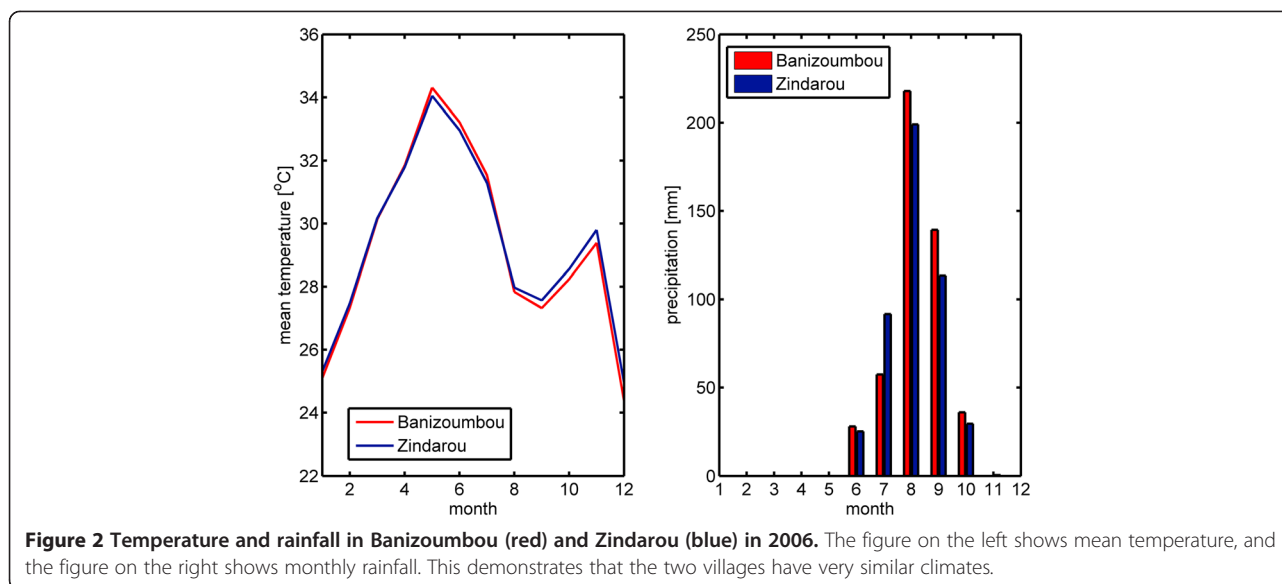 36
34
32
30
28
26
24
22
mean temperature [°C]
Banizoumbou
Zindarou
2 4 6 8 10 12
month
250
200
150
100
50
0
precipitation [mm]
Banizoumbou
Zindarou
1 2 3 4 5 6 7 8 9 10 11 12
month
Figure 2 Temperature and rainfall in Banizoumbou (red) and Zindarou (blue) in 2006. The figure on the left shows mean temperature, and
the figure on the right shows monthly rainfall. This demonstrates that the two villages have very similar climates.